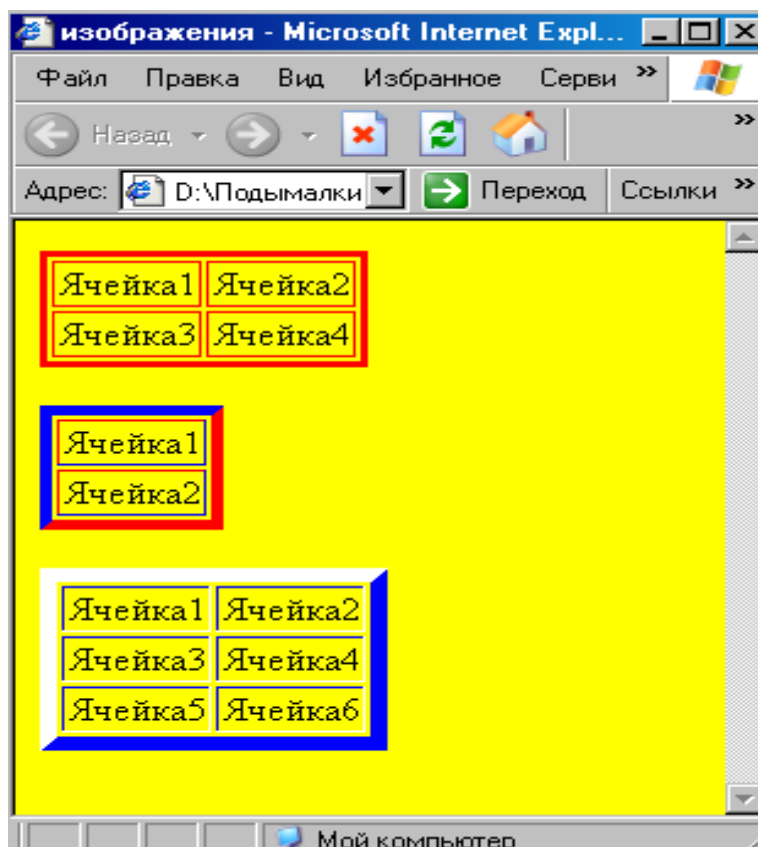 изображения - Microsoft Internet Expl...
Файл Правка Вид Избранное Серви »
Назад »
Адрес: D:\Подымалки Переход Ссылки »
Ячейка1 Ячейка2
Ячейка3 Ячейка4
Ячейка1
Ячейка2
Ячейка1 Ячейка2
Ячейка3 Ячейка4
Ячейка5 Ячейка6
Мой компьютер